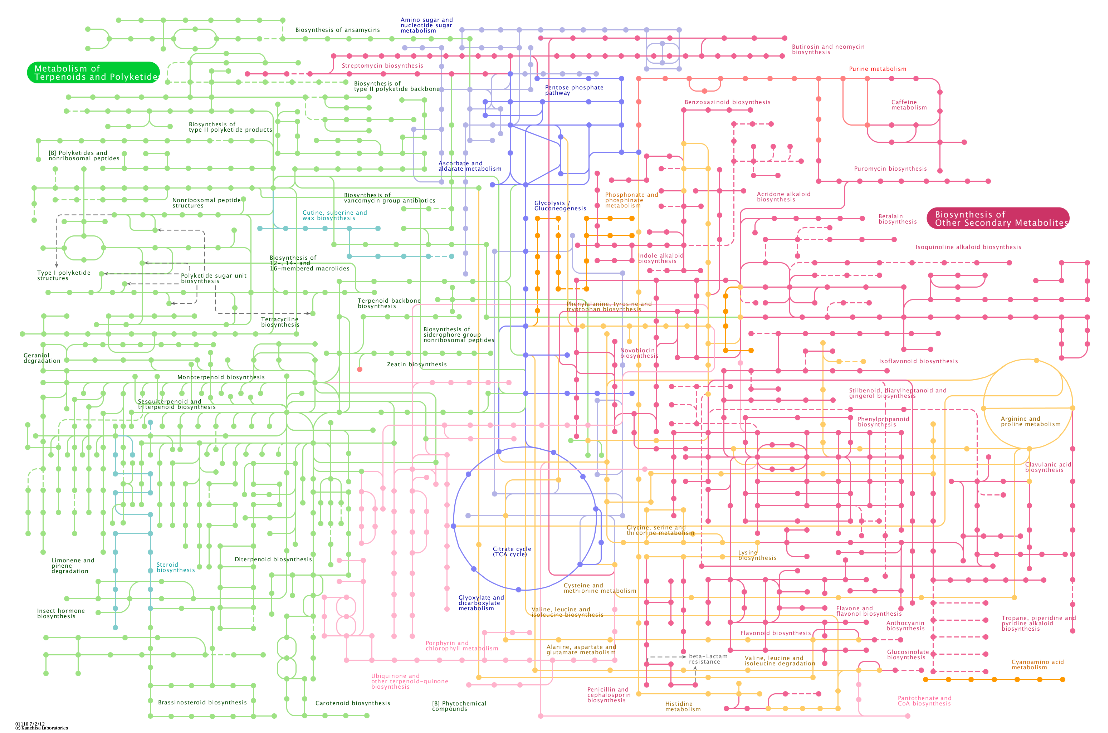 Amino sugar and
nucleotide sugar
metabolism
Biosynthesis of ansamycins
Butirosin and neomycin
biosynthesis
Metabolism of
Terpenoids and Polyketides
Streptomycin biosynthesis
Purine metabolism
Biosynthesis of
type II polyketide backbone
Pentose phosphate
pathway
Benzoxazinoid biosynthesis
Caffeine
metabolism
Biosynthesis of
type II polyketide products
[B] Polyketides and
nonribosomal peptides
Ascorbate and
aldarate metabolism
Puromycin biosynthesis
Nonribosomal peptide
structures
Biosynthesis of
vancomycin group antibiotics
Phosphonate and
phosphinate
metabolism
Acridone alkaloid
biosynthesis
Glycolysis /
Gluconeogenesis
Cutine, suberine and
wax biosynthesis
Betalain
biosynthesis
Biosynthesis of
Other Secondary Metabolites
Isoquinoline alkaloid biosynthesis
Biosynthesis of
12-, 14- and
16-membered macrolides
Indole alkaloid
biosynthesis
Type I polyketide
structures
Polyketide sugar unit
biosynthesis
Terpenoid backbone
biosynthesis
Phenylalanine, tyrosine and
tryptophan biosynthesis
Tetracycline
biosynthesis
Biosynthesis of
siderophore group
nonribosomal peptides
Geraniol
degradation
Zeatin biosynthesis
Novobiocin
biosynthesis
Isoflavonoid biosynthesis
Monoterpenoid biosynthesis
Stilbenoid, diarylheptanoid and
gingerol biosynthesis
Sesquiterpenoid and
triterpenoid biosynthesis
Phenylpropanoid
biosynthesis
Arginine and
proline metabolism
Clavulanic acid
biosynthesis
Glycine, serine and
threonine metabolism
Citrate cycle
(TCA cycle)
Lysine
biosynthesis
Limonene and
pinene
degradation
Steroid
biosynthesis
Diterpenoid biosynthesis
Cysteine and
methionine metabolism
Glyoxylate and
dicarboxylate
metabolism
Valine, leucine and
isoleucine biosynthesis
Insect hormone
biosynthesis
Flavone and
flavonol biosynthesis
Anthocyanin
biosynthesis
Tropane, piperidine and
pyridine alkaloid
biosynthesis
Flavonoid biosynthesis
Porphyrin and
chlorophyll metabolism
Alanine, aspartate and
glutamate metabolism
beta-Lactam
resistance
Valine, leucine and
isoleucine degradation
Glucosinolate
biosynthesis
Cyanoamino acid
metabolism
Ubiquinone and
other terpenoid-quinone
biosynthesis
Penicillin and
cephalosporin
biosynthesis
Histidine
metabolism
Pantothenate and
CoA biosynthesis
Brassinosteroid biosynthesis
Carotenoid biosynthesis
[B] Phytochemical
compounds
01110 7/2/13